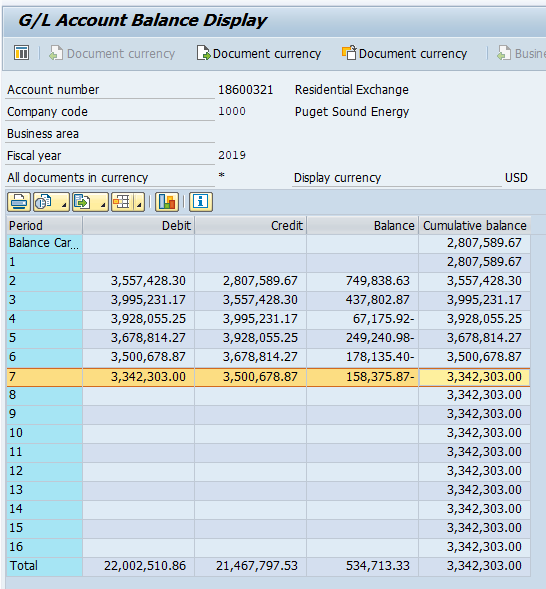 G/L Account Balance Display
Document currency Document currency Document currency Busine
Account number 18600321 Residential Exchange
Company code 1000 Puget Sound Energy
Business area
Fiscal year 2019
All documents in currency * Display currency USD
Period Debit Credit Balance Cumulative balance
Balance Car... 2,807,589.67
1 2,807,589.67
2 3,557,428.30 2,807,589.67 749,838.63 3,557,428.30
3 3,995,231.17 3,557,428.30 437,802.87 3,995,231.17
4 3,928,055.25 3,995,231.17 67,175.92- 3,928,055.25
5 3,678,814.27 3,928,055.25 249,240.98- 3,678,814.27
6 3,500,678.87 3,678,814.27 178,135.40- 3,500,678.87
7 3,342,303.00 3,500,678.87 158,375.87- 3,342,303.00
8 3,342,303.00
9 3,342,303.00
10 3,342,303.00
11 3,342,303.00
12 3,342,303.00
13 3,342,303.00
14 3,342,303.00
15 3,342,303.00
16 3,342,303.00
Total 22,002,510.86 21,467,797.53 534,713.33 3,342,303.00